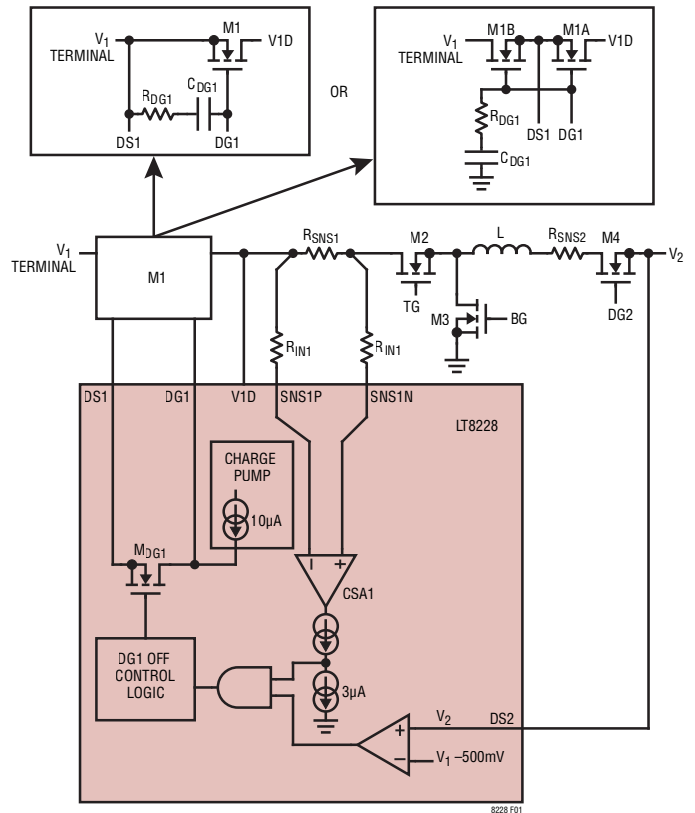 M1
V1
TERMINAL
V1D
RDG1
CDG1
DS1
DG1
OR
M1B
M1A
V1
TERMINAL
V1D
RDG1
CDG1
DS1
DG1
V1
TERMINAL
M1
RSNS1
M2
L
RSNS2
M4
V2
TG
M3
BG
DG2
RIN1
RIN1
DS1
DG1
V1D
SNS1P
SNS1N
LT8228
CHARGE
PUMP
10µA
MDG1
– +
CSA1
DG1 OFF
CONTROL
LOGIC
3µA
+
V2
DS2
–
V1 –500mV
8228 F01